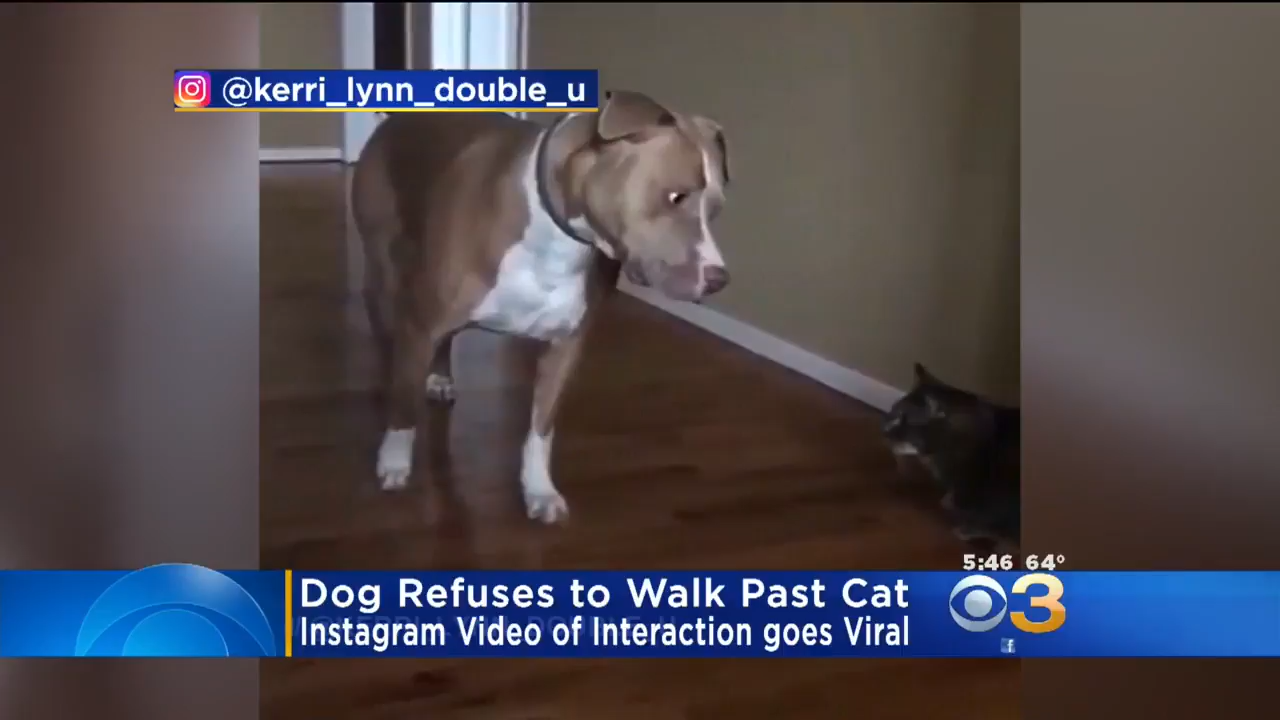 @kerri_lynn_double_u
5:46 64°
Dog Refuses to Walk Past Cat
3
Instagram Video of Interaction goes Viral
f